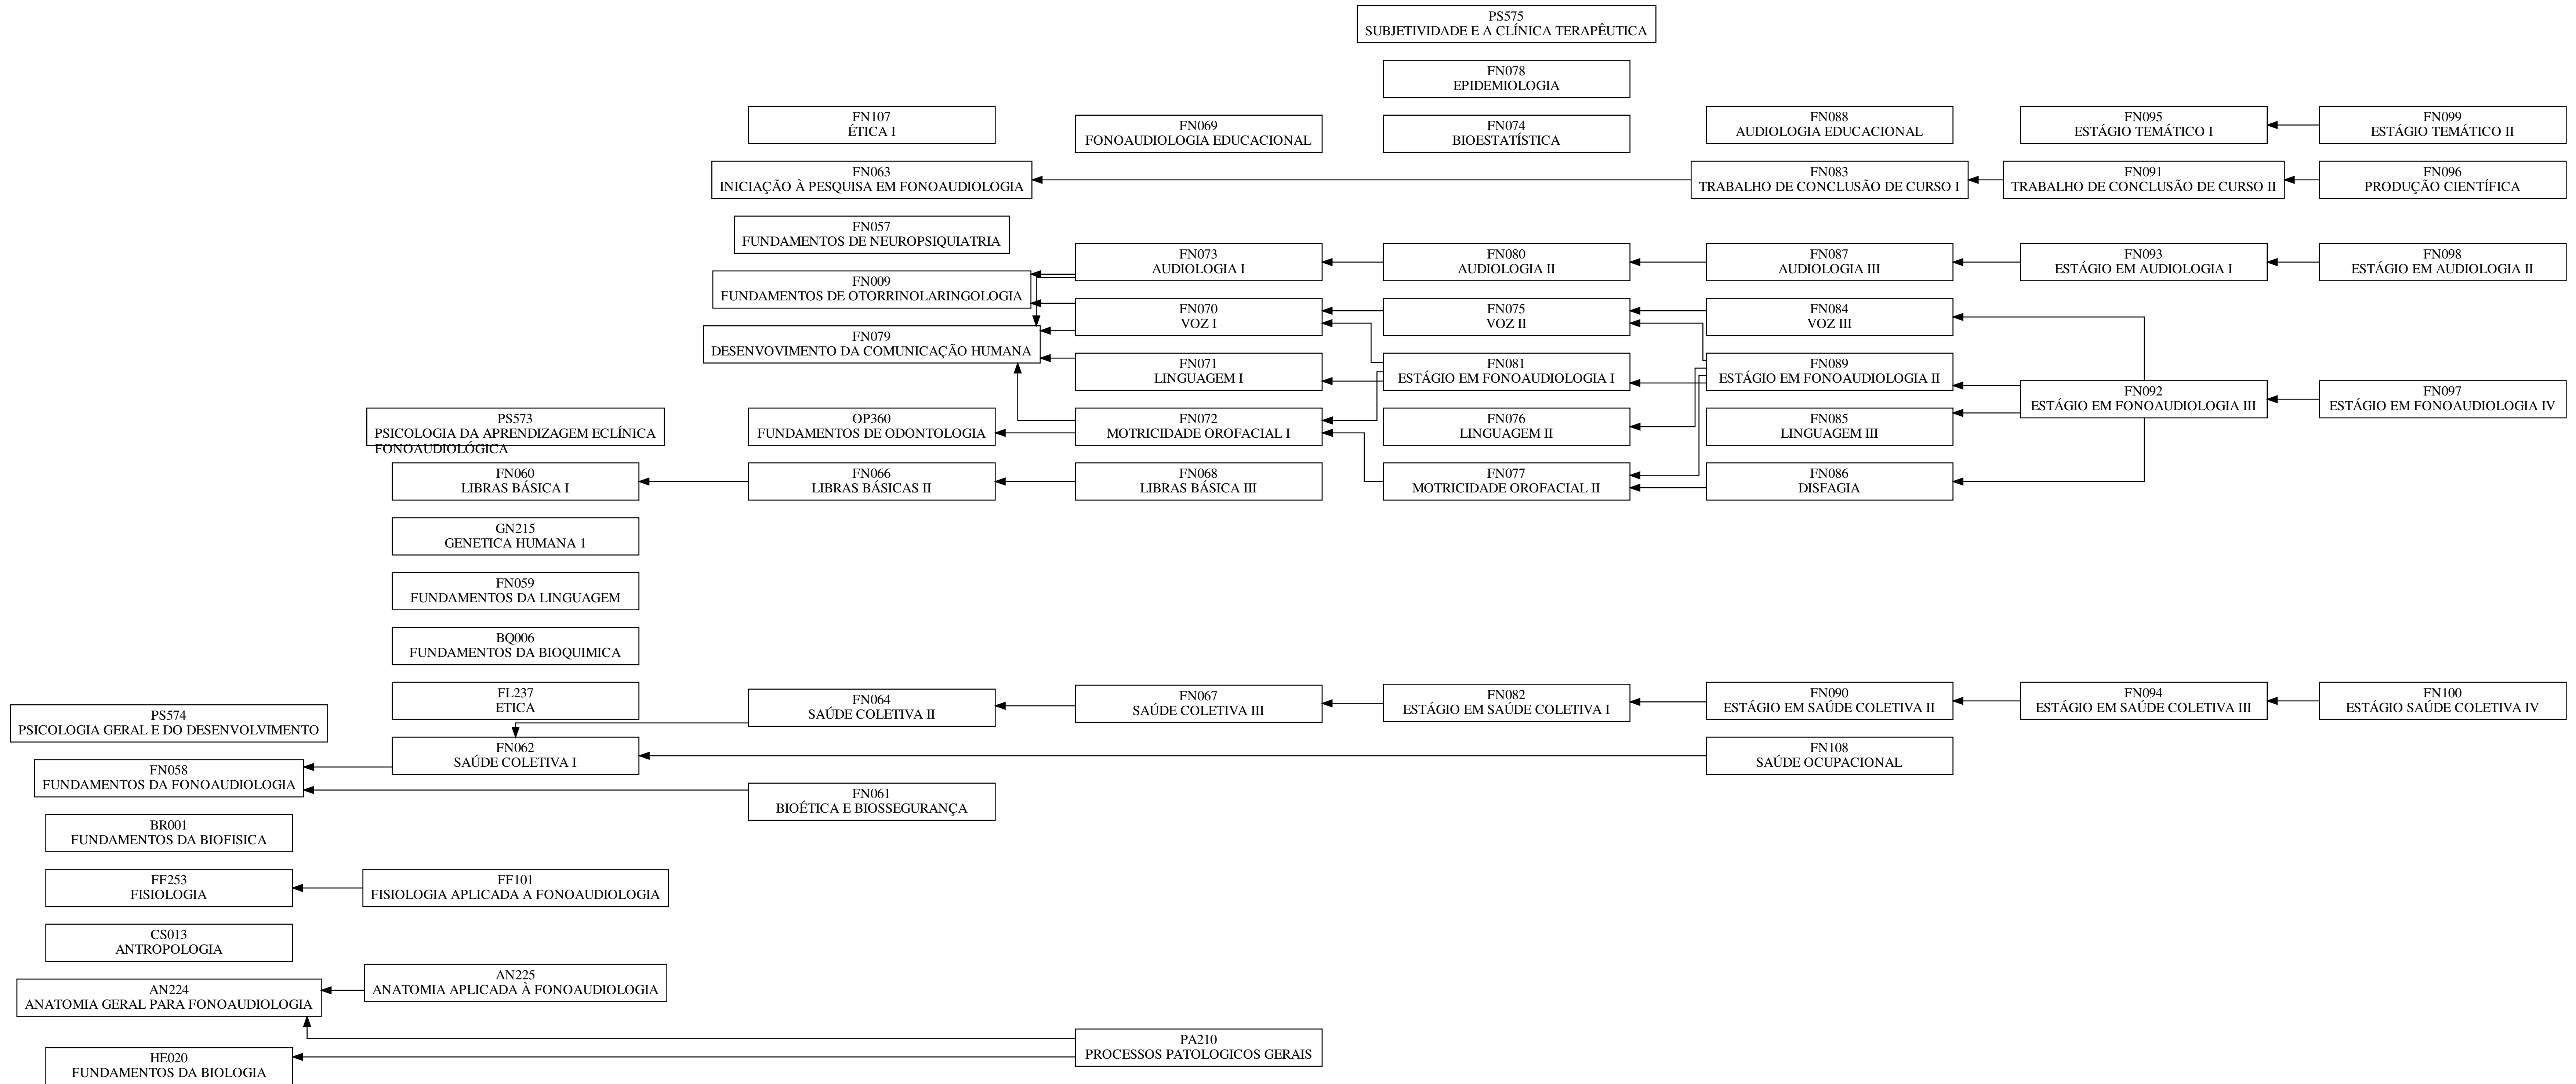 PS575
SUBJETIVIDADE E A CLÍNICA TERAPÊUTICA
FN078
EPIDEMIOLOGIA
FN107
ÉTICA I
FN069
FONOAUDIOLOGIA EDUCACIONAL
FN074
BIOESTATÍSTICA
FN088
AUDIOLOGIA EDUCACIONAL
FN095
ESTÁGIO TEMÁTICO I
FN099
ESTÁGIO TEMÁTICO II
FN063
INICIAÇÃO À PESQUISA EM FONOAUDIOLOGIA
FN083
TRABALHO DE CONCLUSÃO DE CURSO I
FN091
TRABALHO DE CONCLUSÃO DE CURSO II
FN096
PRODUÇÃO CIENTÍFICA
FN057
FUNDAMENTOS DE NEUROPSIQUIATRIA
FN073
AUDIOLOGIA I
FN080
AUDIOLOGIA II
FN087
AUDIOLOGIA III
FN093
ESTÁGIO EM AUDIOLOGIA I
FN098
ESTÁGIO EM AUDIOLOGIA II
FN009
FUNDAMENTOS DE OTORRINOLARINGOLOGIA
FN070
VOZ I
FN075
VOZ II
FN084
VOZ III
FN079
DESENVOVIMENTO DA COMUNICAÇÃO HUMANA
FN071
LINGUAGEM I
FN081
ESTÁGIO EM FONOAUDIOLOGIA I
FN089
ESTÁGIO EM FONOAUDIOLOGIA II
FN092
ESTÁGIO EM FONOAUDIOLOGIA III
FN097
ESTÁGIO EM FONOAUDIOLOGIA IV
PS573
PSICOLOGIA DA APRENDIZAGEM ECLÍNICA
FONOAUDIOLÓGICA
OP360
FUNDAMENTOS DE ODONTOLOGIA
FN072
MOTRICIDADE OROFACIAL I
FN076
LINGUAGEM II
FN085
LINGUAGEM III
FN060
LIBRAS BÁSICA I
FN066
LIBRAS BÁSICAS II
FN068
LIBRAS BÁSICA III
FN077
MOTRICIDADE OROFACIAL II
FN086
DISFAGIA
GN215
GENETICA HUMANA 1
FN059
FUNDAMENTOS DA LINGUAGEM
BQ006
FUNDAMENTOS DA BIOQUIMICA
FL237
ETICA
FN064
SAÚDE COLETIVA II
FN067
SAÚDE COLETIVA III
FN082
ESTÁGIO EM SAÚDE COLETIVA I
FN090
ESTÁGIO EM SAÚDE COLETIVA II
FN094
ESTÁGIO EM SAÚDE COLETIVA III
FN100
ESTÁGIO SAÚDE COLETIVA IV
PS574
PSICOLOGIA GERAL E DO DESENVOLVIMENTO
FN062
SAÚDE COLETIVA I
FN108
SAÚDE OCUPACIONAL
FN058
FUNDAMENTOS DA FONOAUDIOLOGIA
FN061
BIOÉTICA E BIOSSEGURANÇA
BR001
FUNDAMENTOS DA BIOFISICA
FF253
FISIOLOGIA
FF101
FISIOLOGIA APLICADA A FONOAUDIOLOGIA
CS013
ANTROPOLOGIA
AN224
ANATOMIA GERAL PARA FONOAUDIOLOGIA
AN225
ANATOMIA APLICADA À FONOAUDIOLOGIA
PA210
PROCESSOS PATOLOGICOS GERAIS
HE020
FUNDAMENTOS DA BIOLOGIA